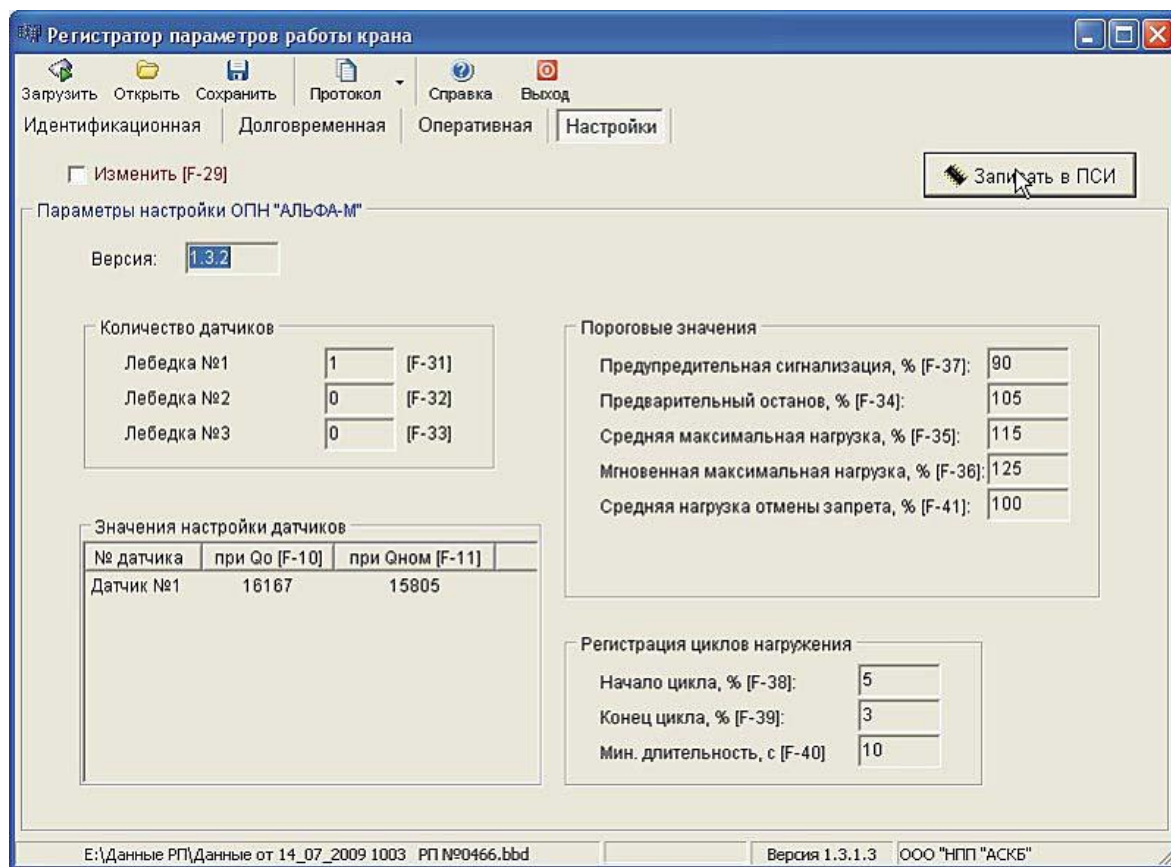 Регистратор параметров работы крана
Загрузить Открыть Сохранить Протокол Справка Выход
Идентификационная Долговременная Оперативная Настройки
Изменить [F-29]
Записать в ПСИ
Параметры настройки ОПН "АЛЬФА-М"
Версия: 1.3.2
Количество датчиков
Лебедка №1 1 [F-31]
Лебедка №2 0 [F-32]
Лебедка №3 0 [F-33]
Пороговые значения
Предупредительная сигнализация, % [F-37]: 90
Предварительный останов, % [F-34]: 105
Средняя максимальная нагрузка, % [F-35]: 115
Мгновенная максимальная нагрузка, % [F-36]: 125
Средняя нагрузка отмены запрета, % [F-41]: 100
Значения настройки датчиков
№ датчика при Qо [F-10] при Qном [F-11]
Датчик №1 16167 15805
Регистрация циклов нагружения
Начало цикла, % [F-38]: 5
Конец цикла, % [F-39]: 3
Мин. длительность, с [F-40] 10
E:\Данные РП\Данные от 14_07_2009 1003 РП №0466.bbd Версия 1.3.1.3 ООО "НПП "АСКБ"